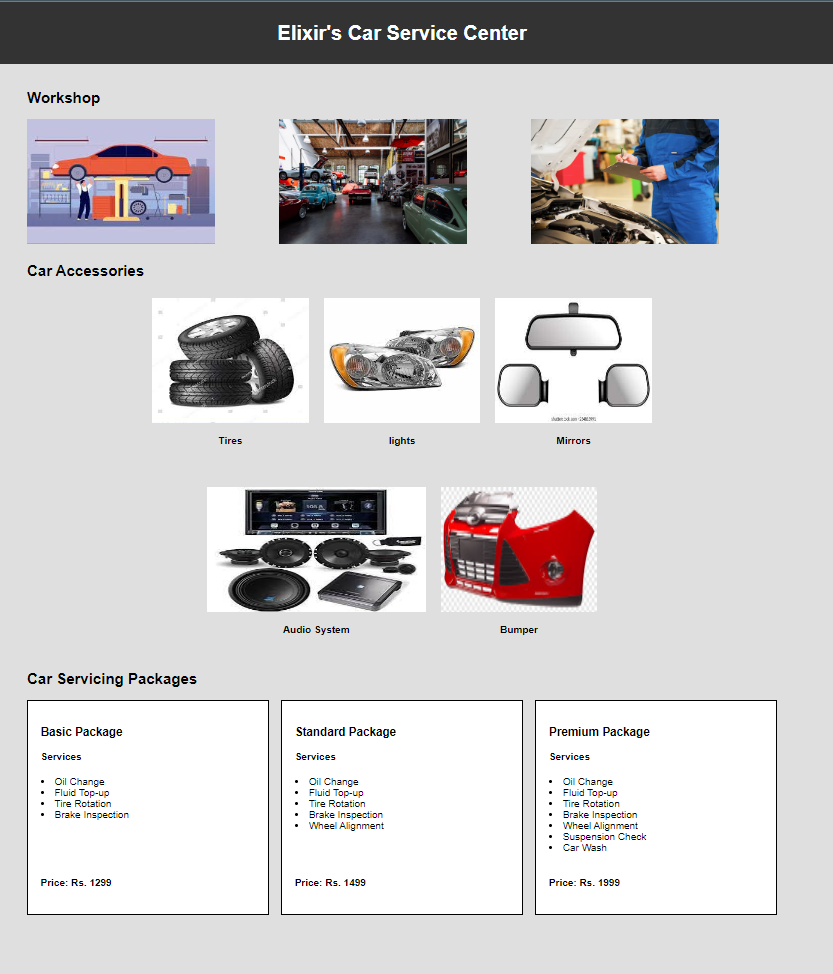 Elixir's Car Service Center
Workshop
Car Accessories
Tires
lights
Mirrors
Audio System
Bumper
Car Servicing Packages
Basic Package
Services
Oil Change
Fluid Top-up
Tire Rotation
Brake Inspection
Price: Rs. 1299
Standard Package
Services
Oil Change
Fluid Top-up
Tire Rotation
Brake Inspection
Wheel Alignment
Price: Rs. 1499
Premium Package
Services
Oil Change
Fluid Top-up
Tire Rotation
Brake Inspection
Wheel Alignment
Suspension Check
Car Wash
Price: Rs. 1999